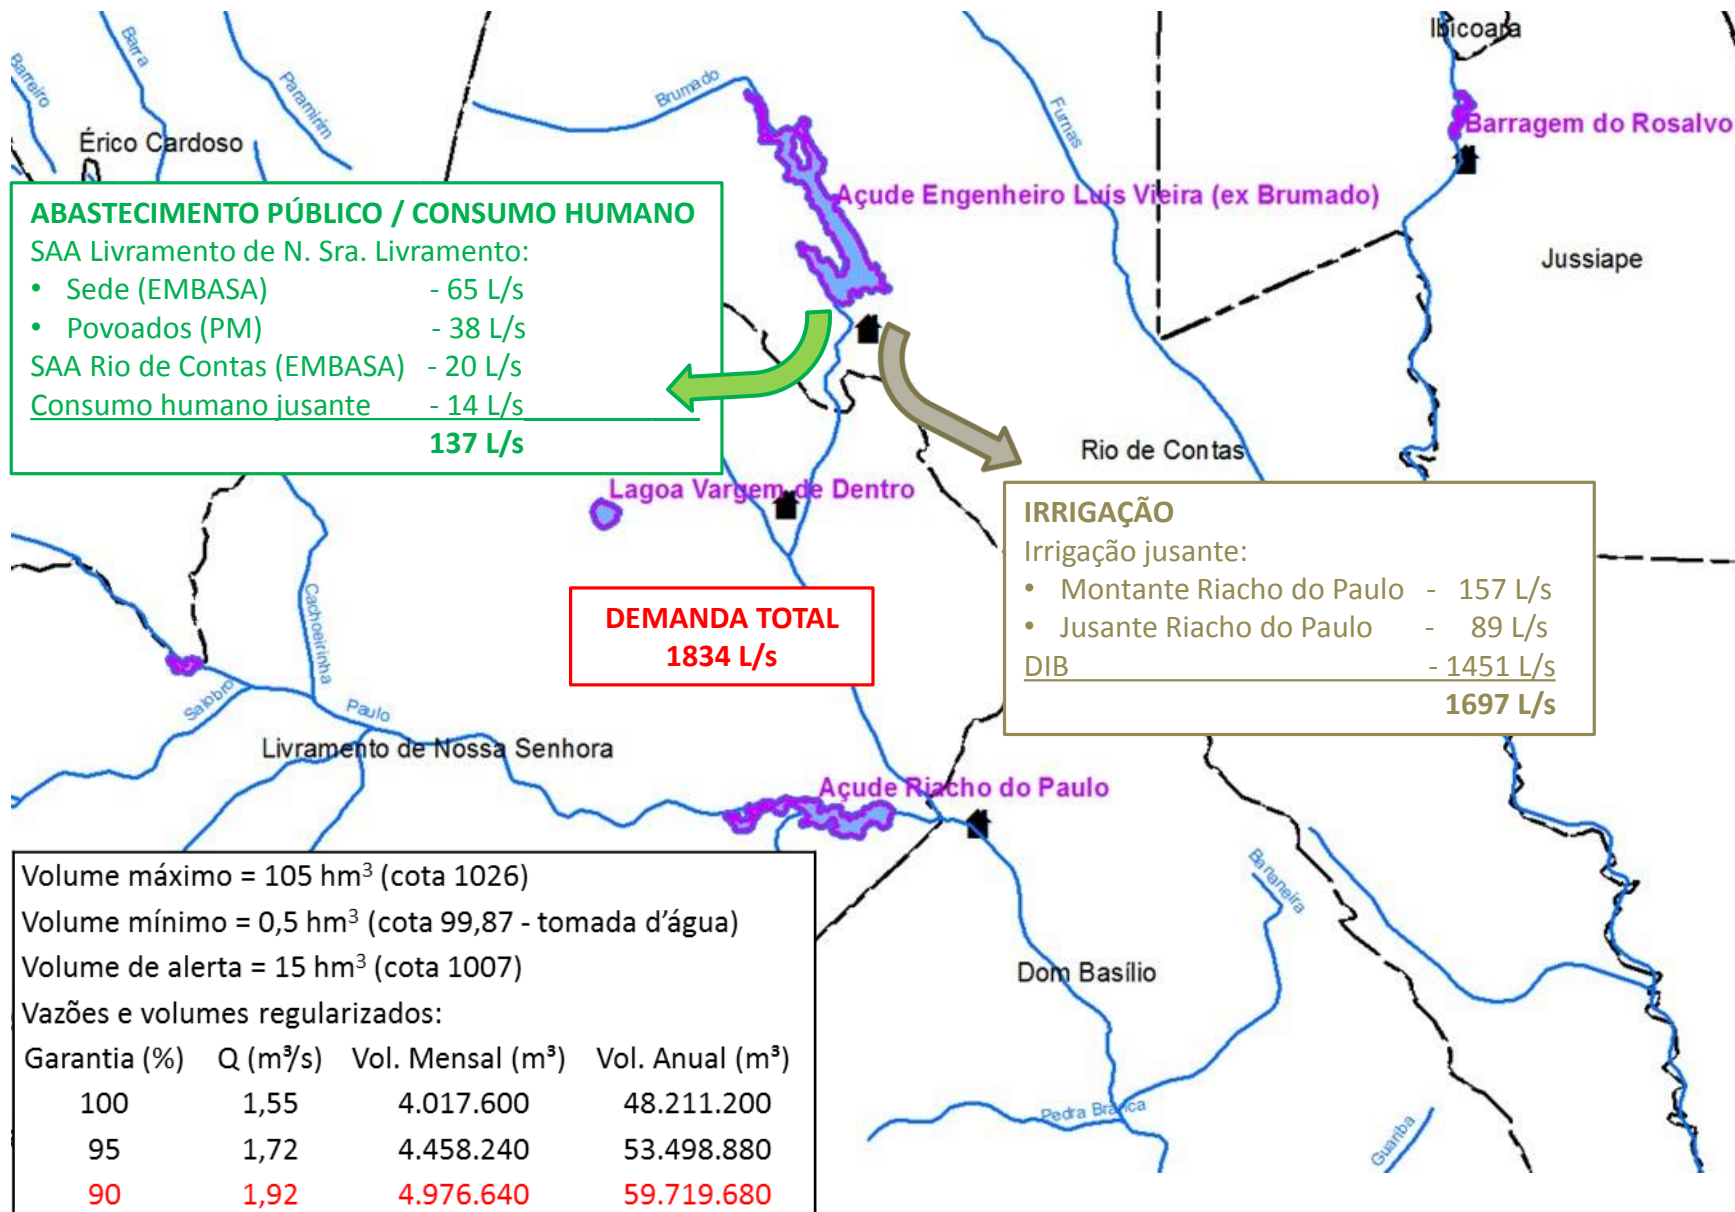 Ibicoara
Barreiro
Barra
Paramirim
Brumado
Furnas
Barragem do Rosalvo
Érico Cardoso
Açude Engenheiro Luís Vieira (ex Brumado)
Jussiape
ABASTECIMENTO PÚBLICO / CONSUMO HUMANO
SAA Livramento de N. Sra. Livramento:
• Sede (EMBASA) - 65 L/s
• Povoados (PM) - 38 L/s
SAA Rio de Contas (EMBASA) - 20 L/s
Consumo humano jusante - 14 L/s
137 L/s
Rio de Contas
Lagoa Vargem de Dentro
IRRIGAÇÃO
Irrigação jusante:
• Montante Riacho do Paulo - 157 L/s
• Jusante Riacho do Paulo - 89 L/s
DIB - 1451 L/s
1697 L/s
DEMANDA TOTAL
1834 L/s
Cachoeirinha
Salobro
Paulo
Livramento de Nossa Senhora
Açude Riacho do Paulo
Bananeira
Dom Basílio
Pedra Branca
Guariba
Volume máximo = 105 hm³ (cota 1026)
Volume mínimo = 0,5 hm³ (cota 99,87 - tomada d’água)
Volume de alerta = 15 hm³ (cota 1007)
Vazões e volumes regularizados:
Garantia (%) Q (m³/s) Vol. Mensal (m³) Vol. Anual (m³)
100 1,55 4.017.600 48.211.200
95 1,72 4.458.240 53.498.880
90 1,92 4.976.640 59.719.680